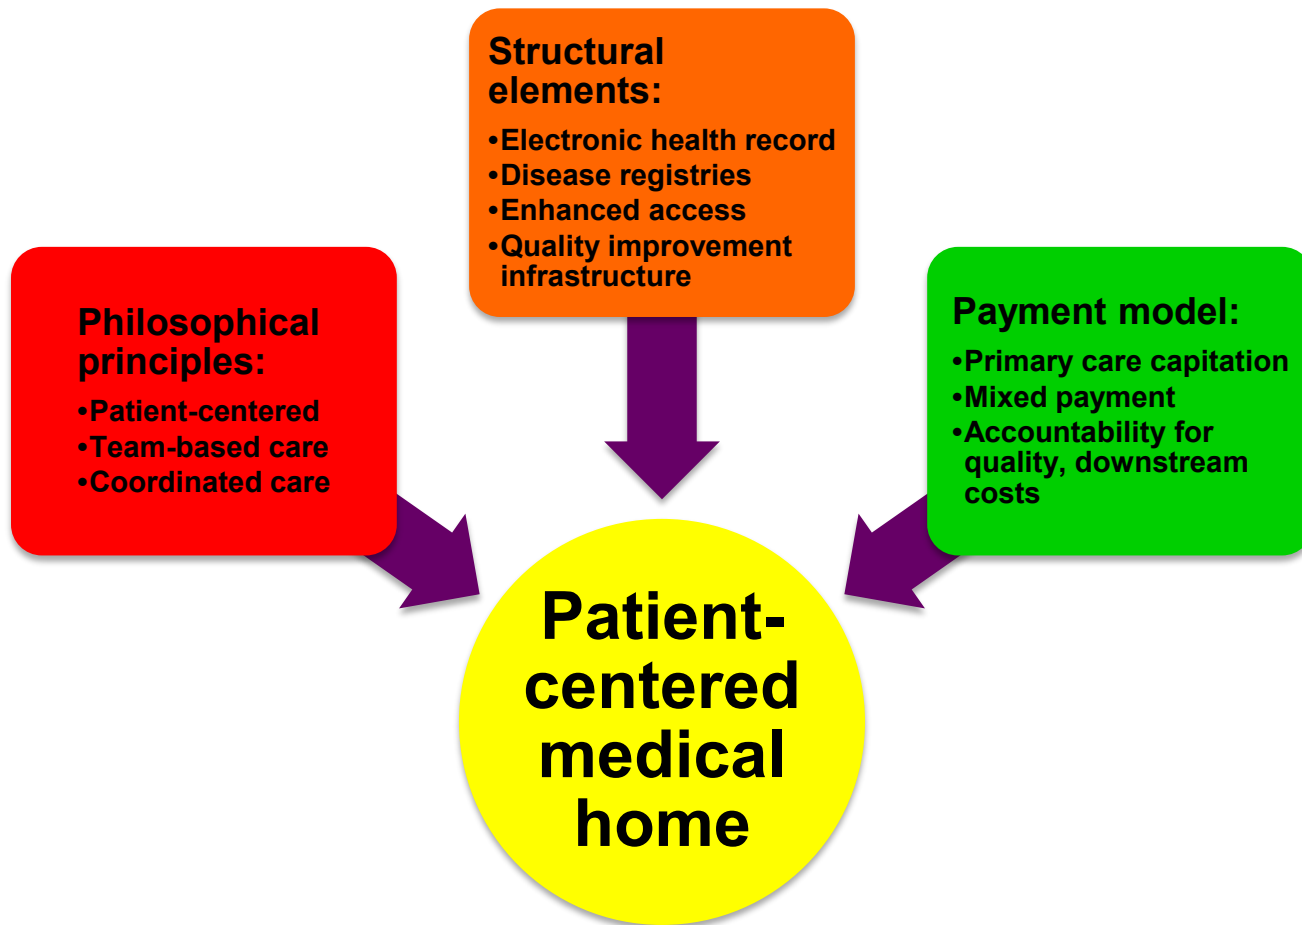 Structural
elements:
•Electronic health record
•Disease registries
•Enhanced access
•Quality improvement
infrastructure
Philosophical
principles:
•Patient-centered
•Team-based care
•Coordinated care
Payment model:
•Primary care capitation
•Mixed payment
•Accountability for
quality, downstream
costs
Patient-
centered
medical
home